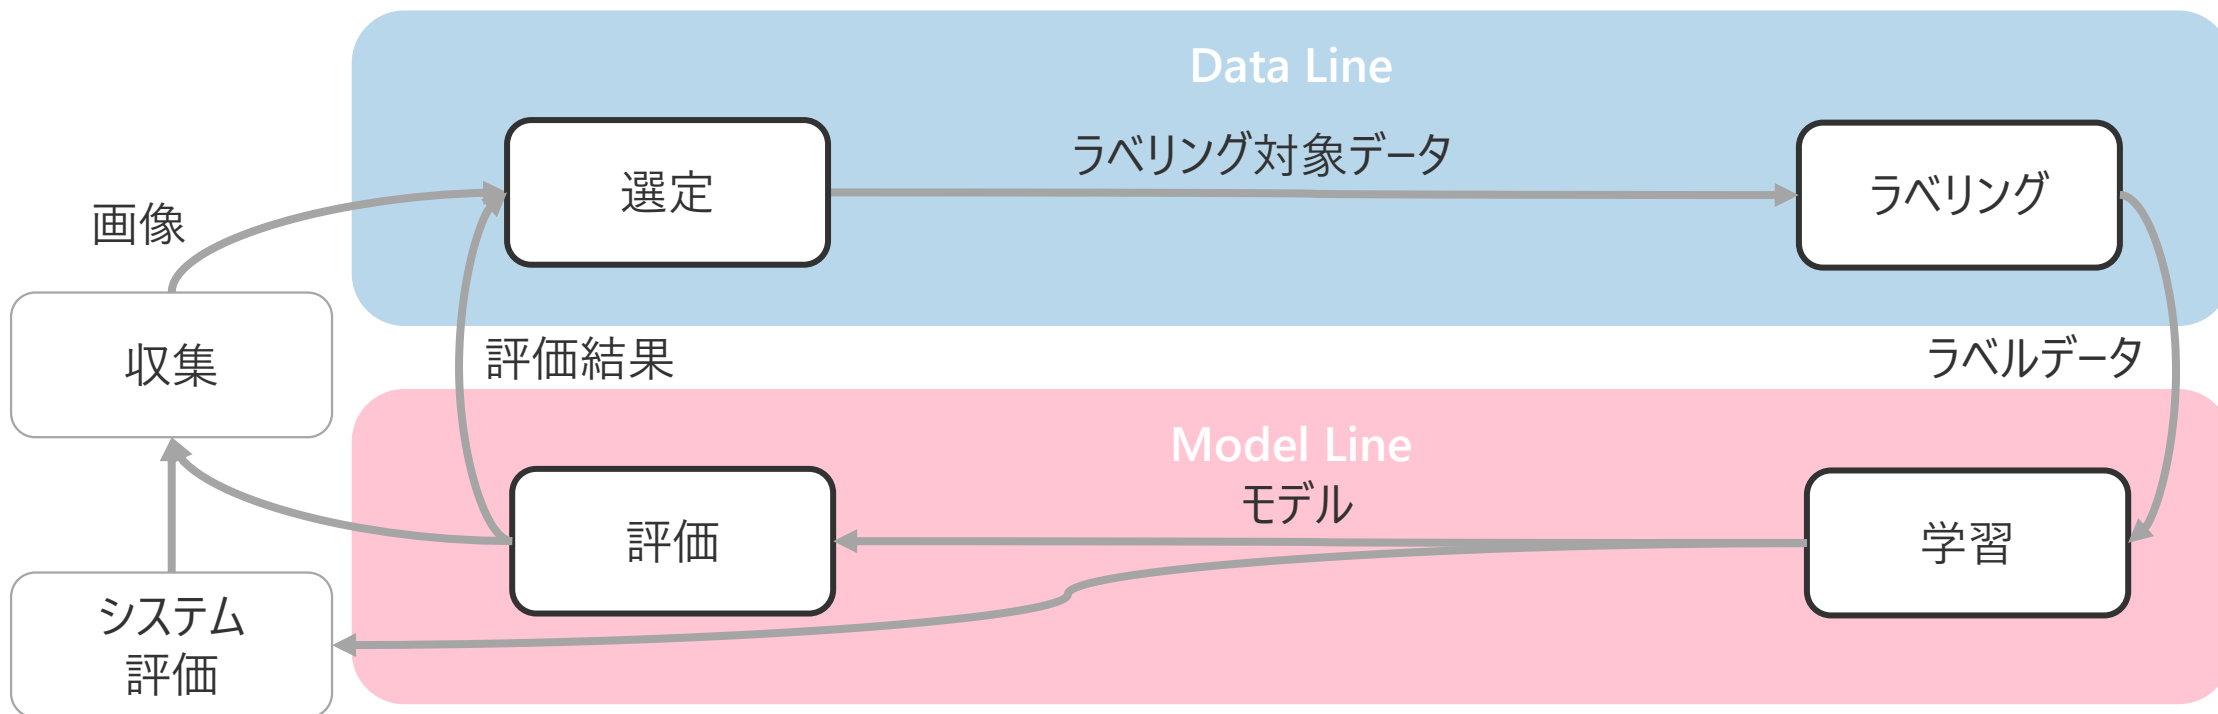 Data Line
ラベリング対象データ
選定
ラベリング
画像
収集
評価結果
ラベルデータ
Model Line
モデル
評価
学習
システム
評価